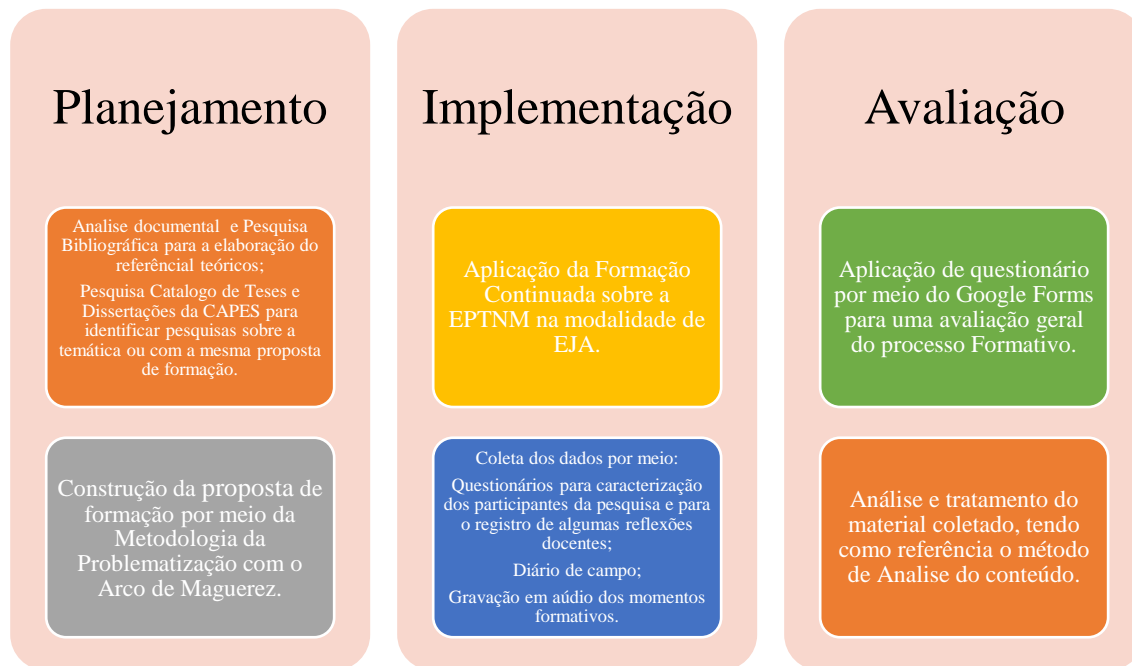 Planejamento
Analise documental e Pesquisa
Bibliográfica para a elaboração do
referêncial teóricos;
Pesquisa Catalogo de Teses e
Dissertações da CAPES para
identificar pesquisas sobre a
temática ou com a mesma proposta
de formação.
Construção da proposta de
formação por meio da
Metodologia da
Problematização com o
Arco de Maguerez.
Implementação
Aplicação da Formação
Continuada sobre a
EPTNM na modalidade de
EJA.
Coleta dos dados por meio:
Questionários para caracterização
dos participantes da pesquisa e para
o registro de algumas reflexões
docentes;
Diário de campo;
Gravação em aúdio dos momentos
formativos.
Avaliação
Aplicação de questionário
por meio do Google Forms
para uma avaliação geral
do processo Formativo.
Análise e tratamento do
material coletado, tendo
como referência o método
de Analise do conteúdo.